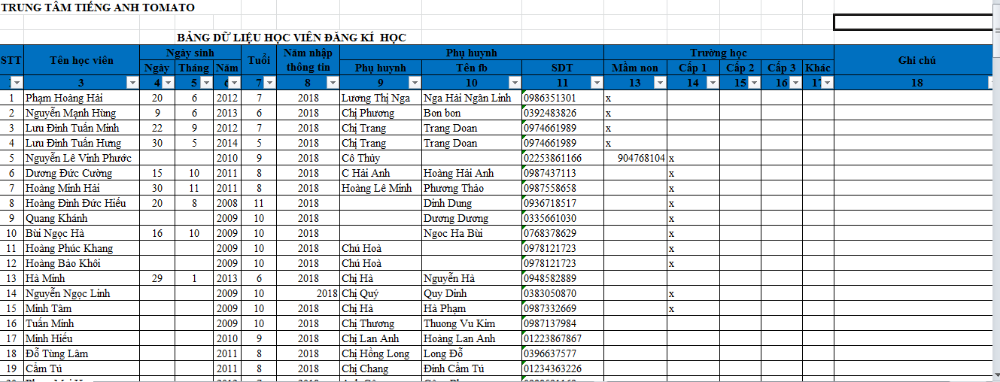 TRUNG TÂM TIẾNG ANH TOMATO
BẢNG DỮ LIỆU HỌC VIÊN ĐĂNG KÍ HỌC
STT Tên học viên Ngày sinh Tuổi Năm nhập thông tin Phụ huynh Trường học Ghi chú
Ngày Tháng Năm Phụ huynh Tên fb SDT Mầm non Cấp 1 Cấp 2 Cấp 3 Khác
3 4 5 6 7 8 9 10 11 13 14 15 16 17 18
1 Phạm Hoàng Hải 20 6 2012 7 2018 Lương Thị Nga Nga Hải Ngân Linh 0986351301 x
2 Nguyễn Mạnh Hùng 9 6 2013 6 2018 Chị Phương Bon bon 0392483826 x
3 Lưu Đình Tuấn Minh 22 9 2012 7 2018 Chị Trang Trang Doan 0974661989 x
4 Lưu Đình Tuấn Hưng 30 5 2014 5 2018 Chị Trang Trang Doan 0974661989 x
5 Nguyễn Lê Vinh Phước 2010 9 2018 Cô Thủy 02253861166 904768104 x
6 Dương Đức Cường 15 10 2011 8 2018 C Hải Anh Hoàng Hải Anh 0987437113 x
7 Hoàng Minh Hải 30 11 2011 8 2018 Hoàng Lê Minh Phương Thảo 0987558658 x
8 Hoàng Đình Đức Hiếu 20 8 2008 11 2018 Dinh Dung 0936718517 x
9 Quang Khánh 2009 10 2018 Dương Dương 0335661030 x
10 Bùi Ngọc Hà 16 10 2009 10 2018 Ngoc Ha Bùi 0768378629 x
11 Hoàng Phúc Khang 2009 10 2018 Chú Hoà 0978121723 x
12 Hoàng Bảo Khôi 2009 10 2018 Chú Hoà 0978121723 x
13 Hà Minh 29 1 2013 6 2018 Chị Hà Nguyễn Hà 0948582889
14 Nguyễn Ngọc Linh 2009 10 2018 Chị Quý Quy Dinh 0383050870 x
15 Minh Tâm 2009 10 2018 Chị Hà Hà Phạm 0987332669 x
16 Tuấn Minh 2009 10 2018 Chị Thương Thuong Vu Kim 0987137984
17 Minh Hiếu 2010 9 2018 Chị Lan Anh Hoàng Lan Anh 01223867867
18 Đỗ Tùng Lâm 2011 8 2018 Chị Hồng Long Long Đỗ 0396637577
19 Cẩm Tú 2011 8 2018 Chị Chang Đinh Cẩm Tú 01234363226